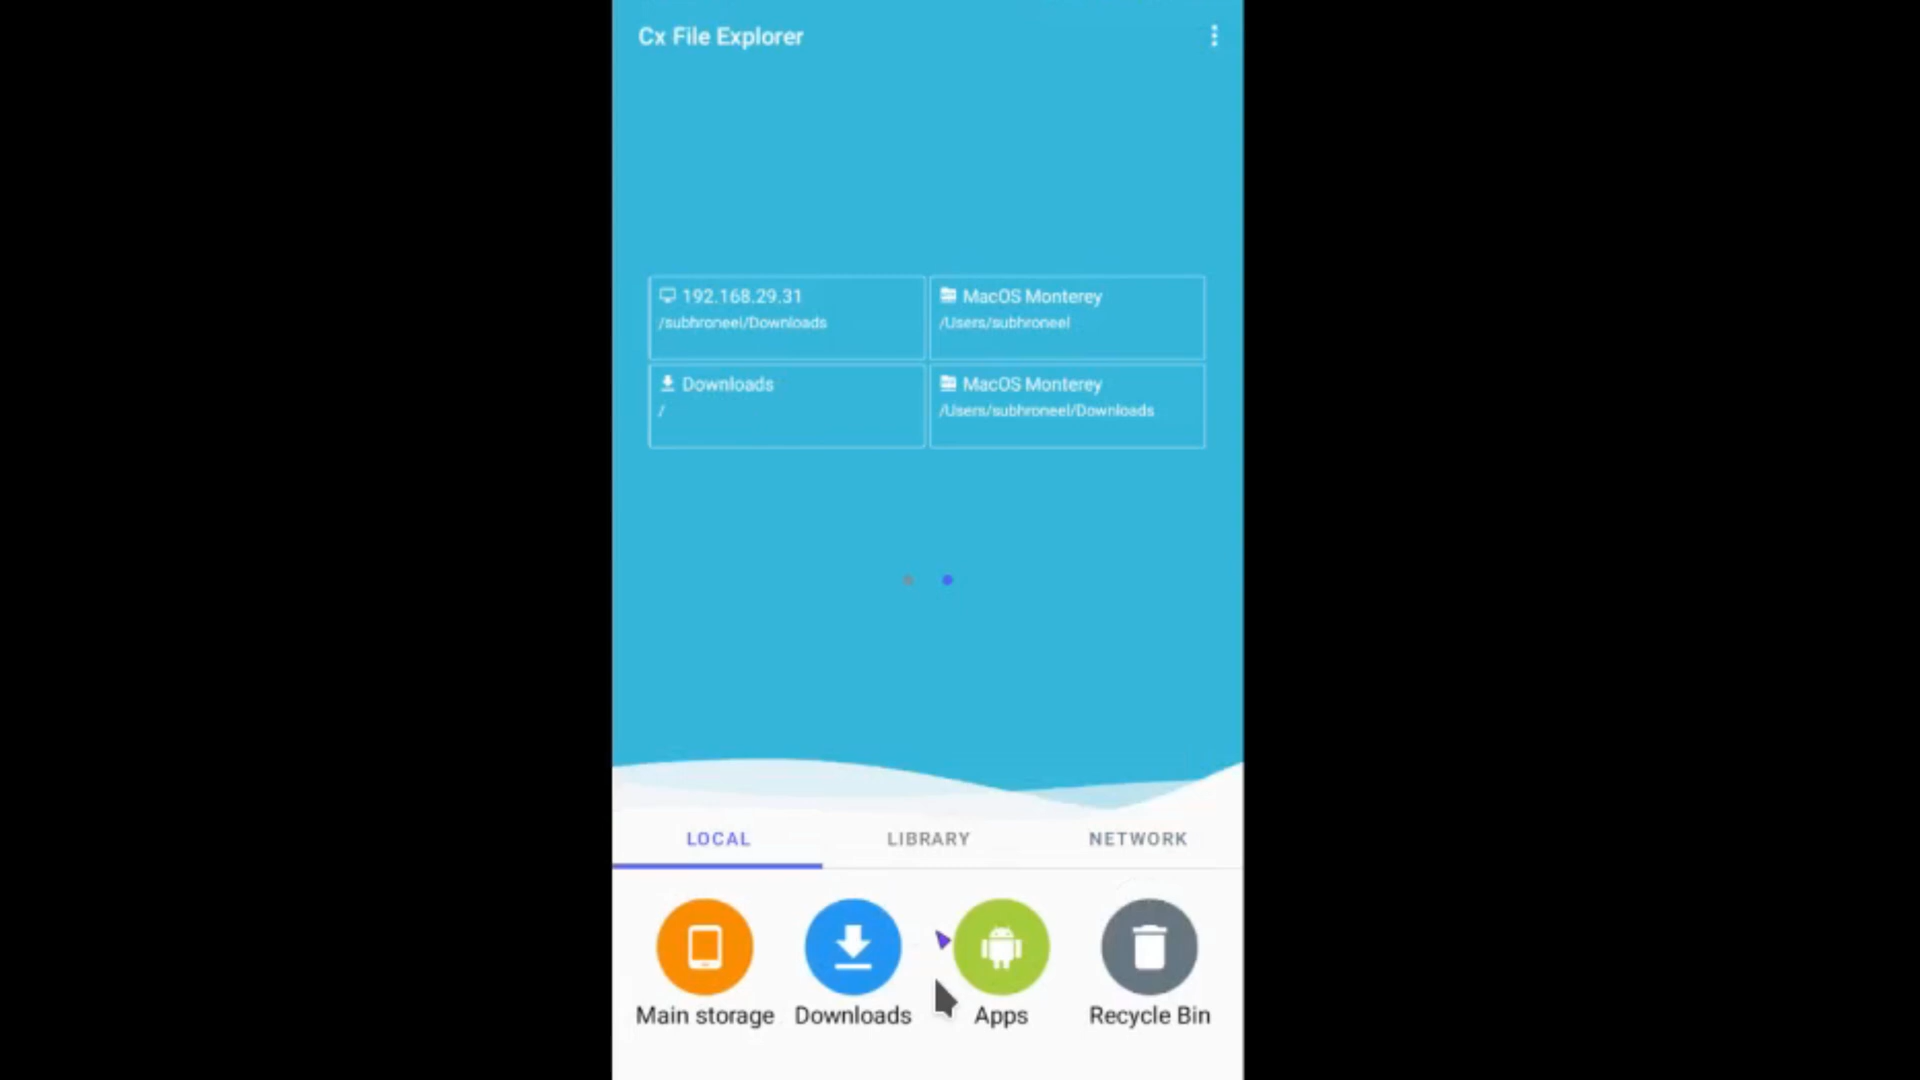 Cx File Explorer
192.168.29.31
/subhroneel/Downloads
MacOS Monterey
/Users/subhroneel
Downloads
/
MacOS Monterey
/Users/subhroneel/Downloads
LOCAL
LIBRARY
NETWORK
Main storage
Downloads
Apps
Recycle Bin